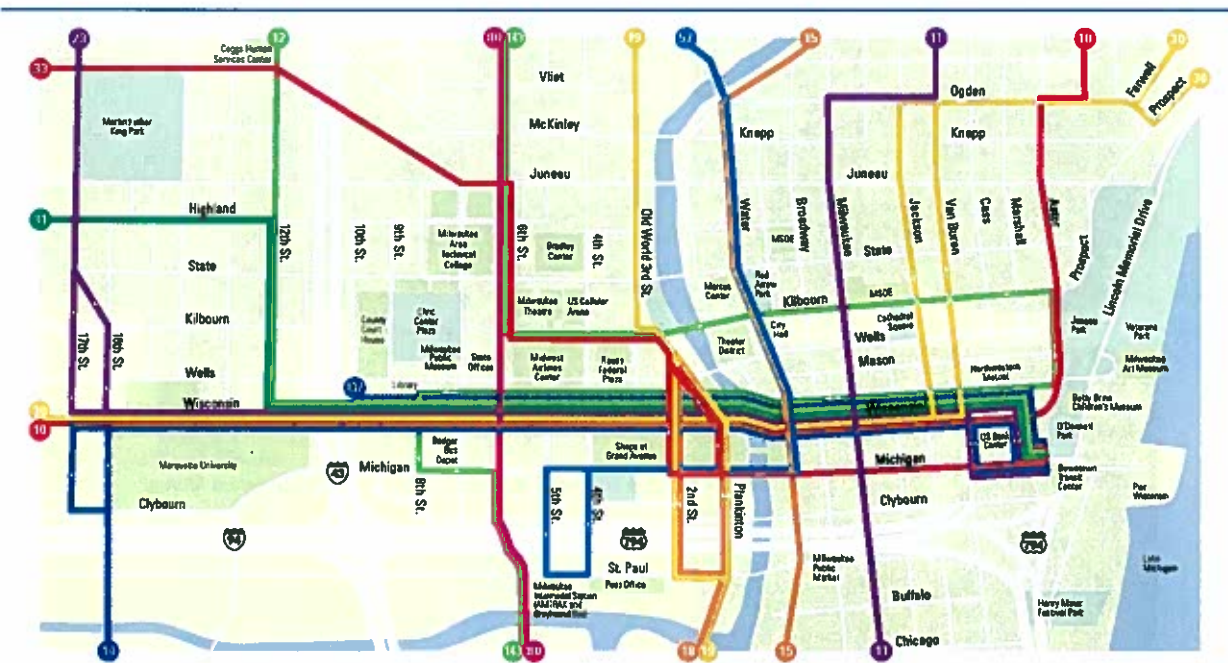 23
12
80
143
19
57
15
11
10
30
30
33
Coggs Human
Services Center
Vliet
Ogden
Farwell
Prospect
Martin Luther
King Park
McKinley
Knapp
Knapp
Juneau
Juneau
31
Highland
12th St.
10th St.
9th St.
Milwaukee
Area
Technical
College
6th St.
Bradley
Center
4th St.
Old World 3rd St.
Water
Broadway
MSOE
Milwaukee
State
Jackson
Van Buren
Cass
Marshall
Astor
Prospect
Lincoln Memorial Drive
State
Marcus
Center
Red
Arrow
Park
Kilbourn
MSOE
Kilbourn
County
Court
House
Civic
Center
Plaza
Milwaukee
Theatre
US Cellular
Arena
City
Hall
Cathedral
Square
Juneau
Park
Veterans
Park
17th St.
16th St.
Milwaukee
Public
Museum
State
Offices
Midwest
Airlines
Center
Reuss
Federal
Plaza
Theater
District
Wells
Mason
Northwestern
Mutual
Milwaukee
Art Museum
Wells
Library
Wisconsin
Wisconsin
Betty Brinn
Children's Museum
30
10
O'Donnell
Park
Marquette University
43
Michigan
Badger
Bus
Depot
Shops at
Grand Avenue
Michigan
US Bank
Center
Downtown
Transit
Center
Clybourn
8th St.
5th St.
4th St.
2nd St.
Plankinton
Clybourn
Pier
Wisconsin
94
794
794
St. Paul
Post Office
Milwaukee
Public
Market
Lake
Michigan
Milwaukee
Intermodal Station
(AMTRAK and
Buffalo
Henry Maier
Festival Park
Chicago
143
80
18
19
15
11